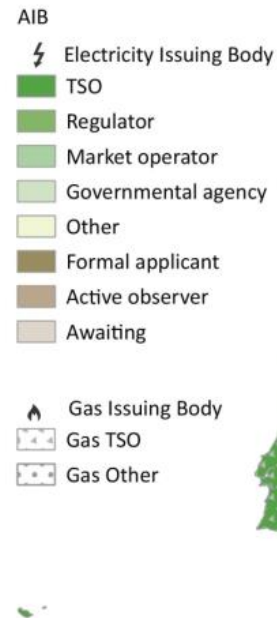 AIB
Electricity Issuing Body
TSO
Regulator
Market operator
Governmental agency
Other
Formal applicant
Active observer
Awaiting
Gas Issuing Body
Gas TSO
Gas Other